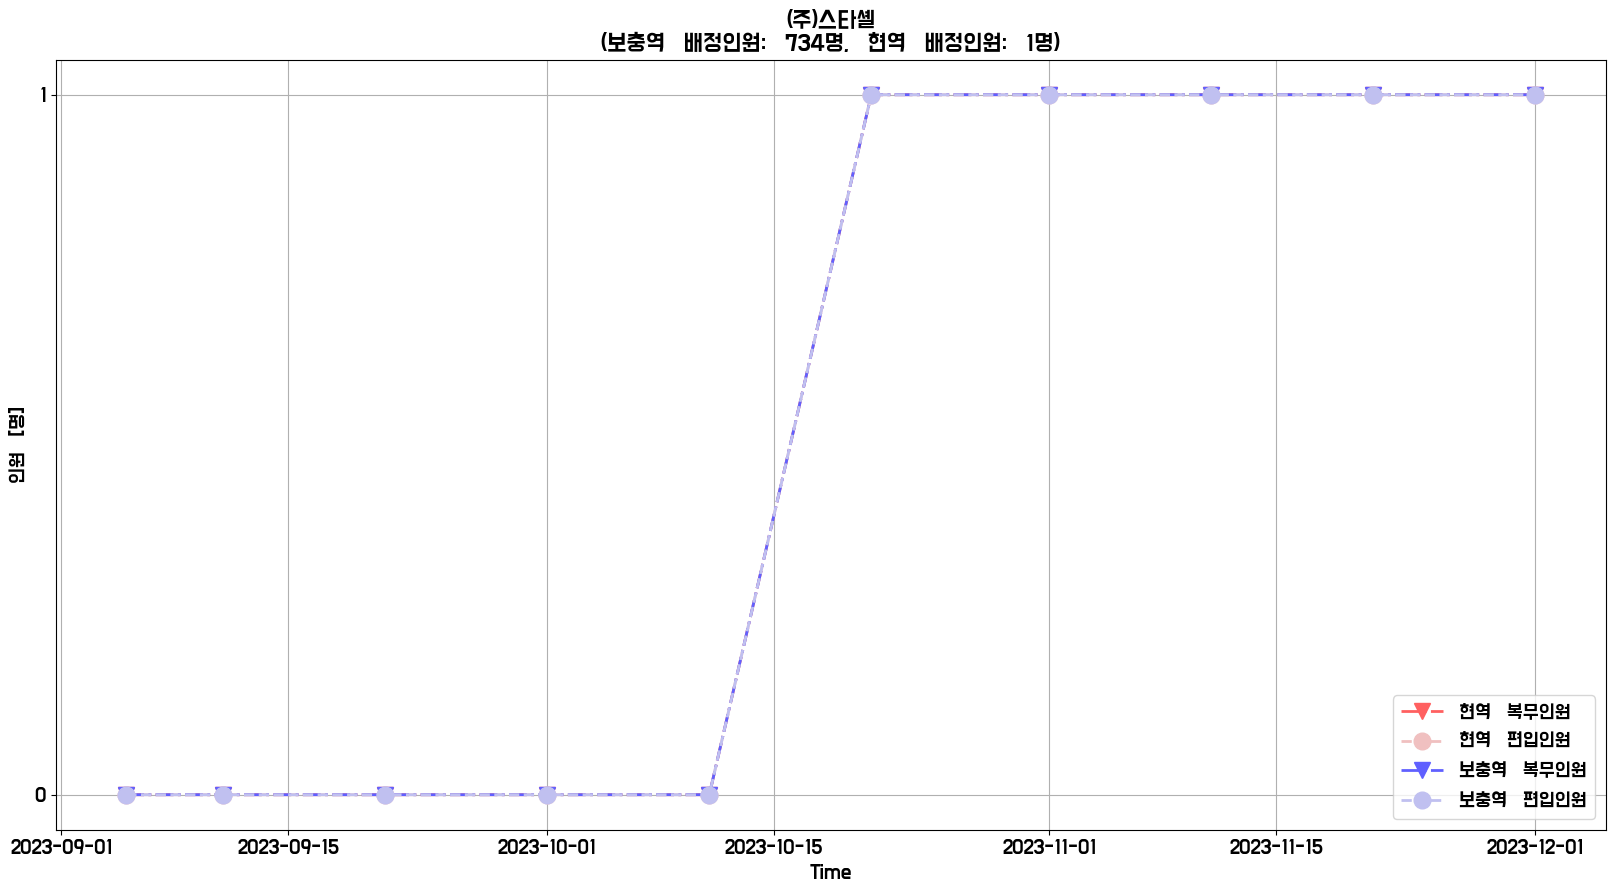 (주)스타셀
(보충역 배정인원: 734명, 현역 배정인원: 1명)
인원 [명]
1
0
2023-09-01 2023-09-15 2023-10-01 2023-10-15 2023-11-01 2023-11-15 2023-12-01
Time
현역 복무인원
현역 편입인원
보충역 복무인원
보충역 편입인원